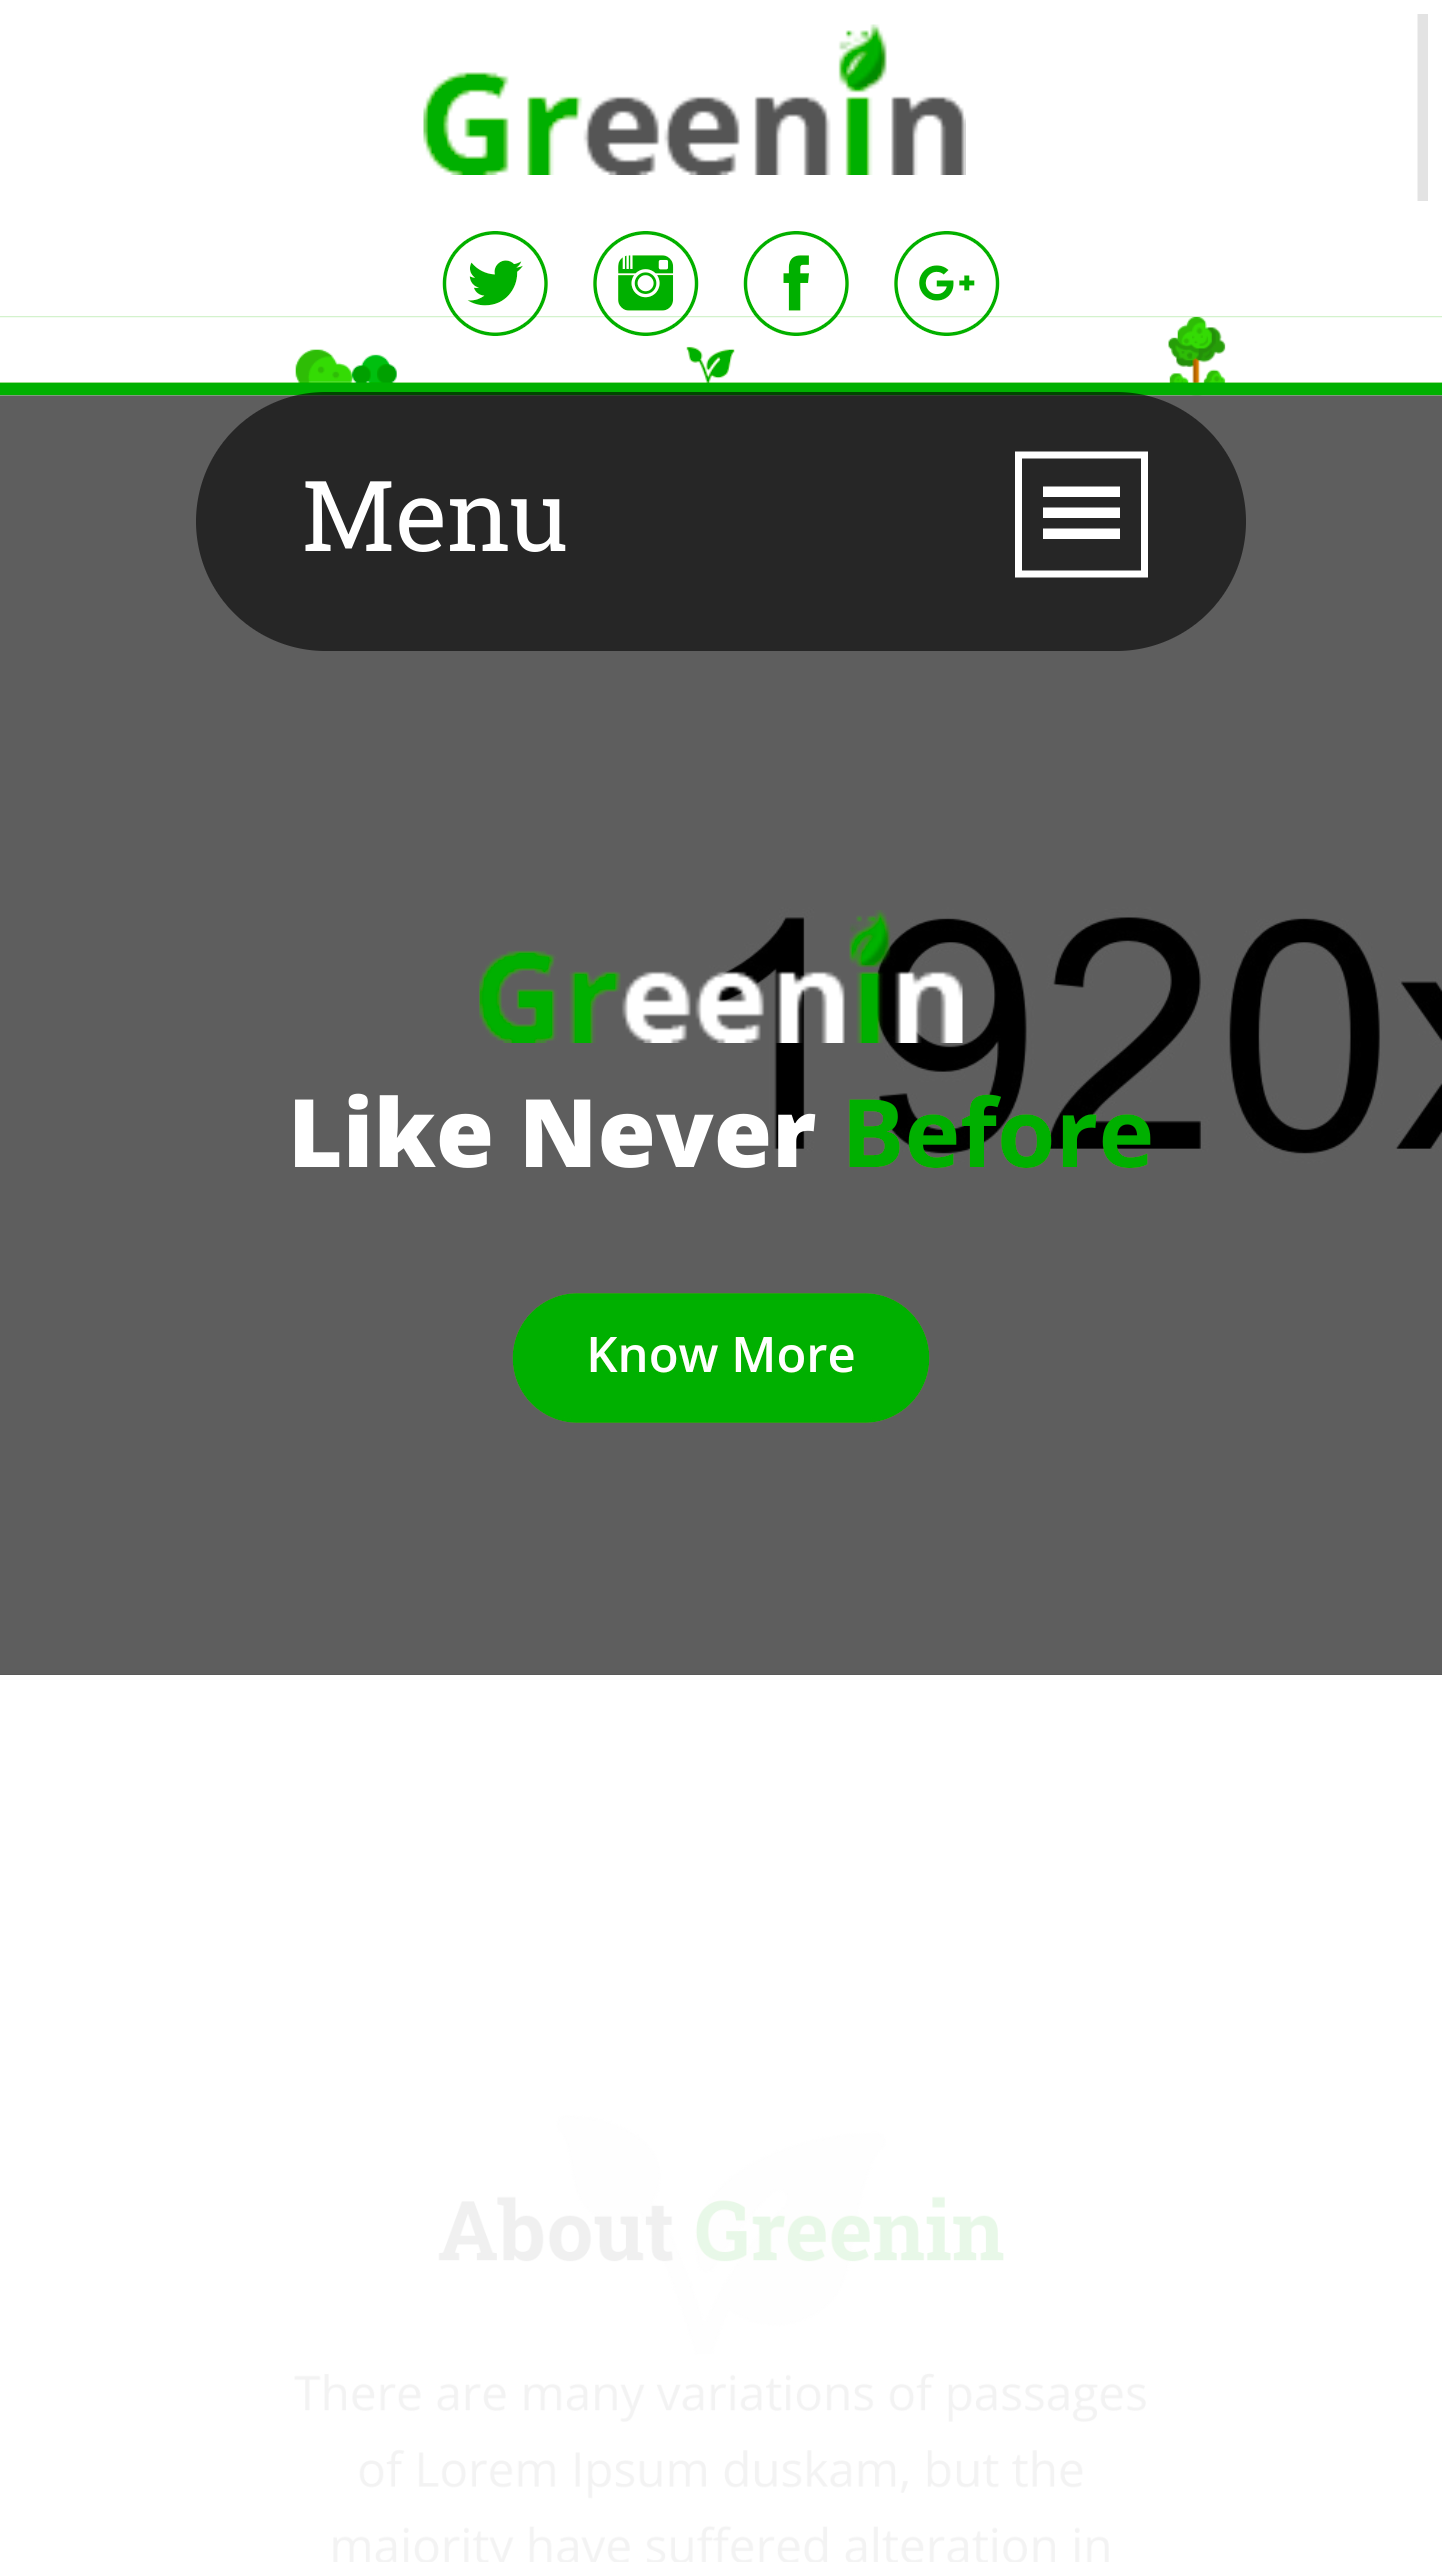 Greenin
G+
Menu
1920x
Greenin
Like Never Before
Know More
About Greenin
There are many variations of passages
of Lorem Ipsum duskam, but the
majority have suffered alteration in